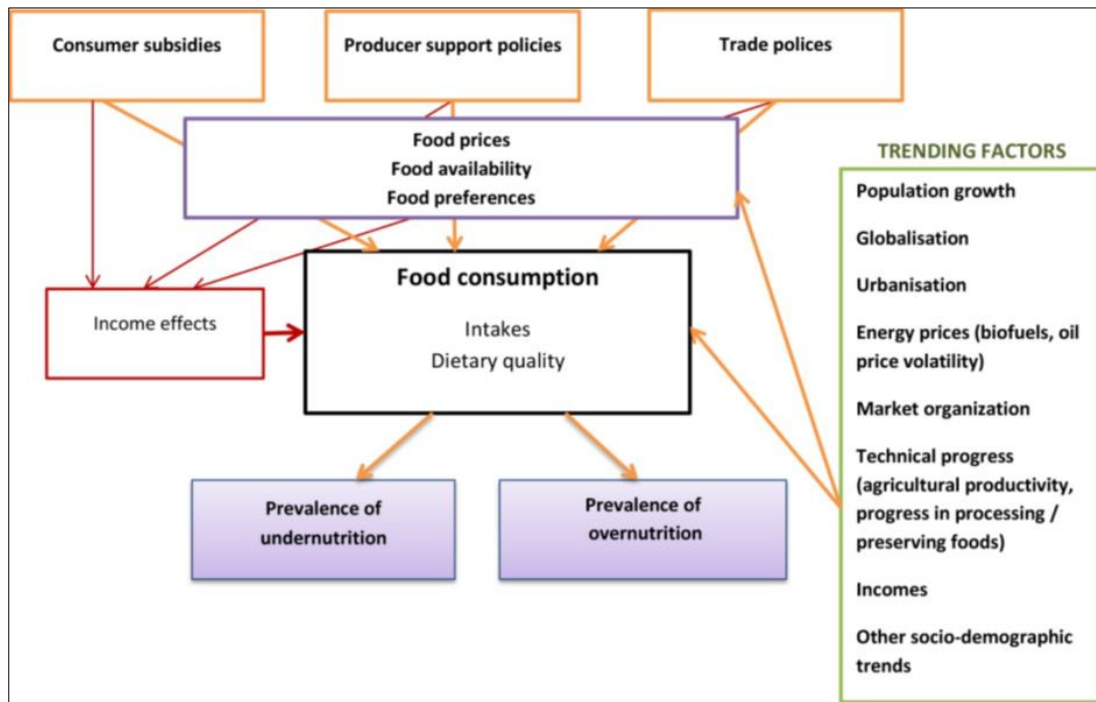 Consumer subsidies
Producer support policies
Trade polices
Food prices
Food availability
Food preferences
Income effects
Food consumption
Intakes
Dietary quality
Prevalence of
undernutrition
Prevalence of
overnutrition
TRENDING FACTORS
Population growth
Globalisation
Urbanisation
Energy prices (biofuels, oil
price volatility)
Market organization
Technical progress
(agricultural productivity,
progress in processing /
preserving foods)
Incomes
Other socio-demographic
trends